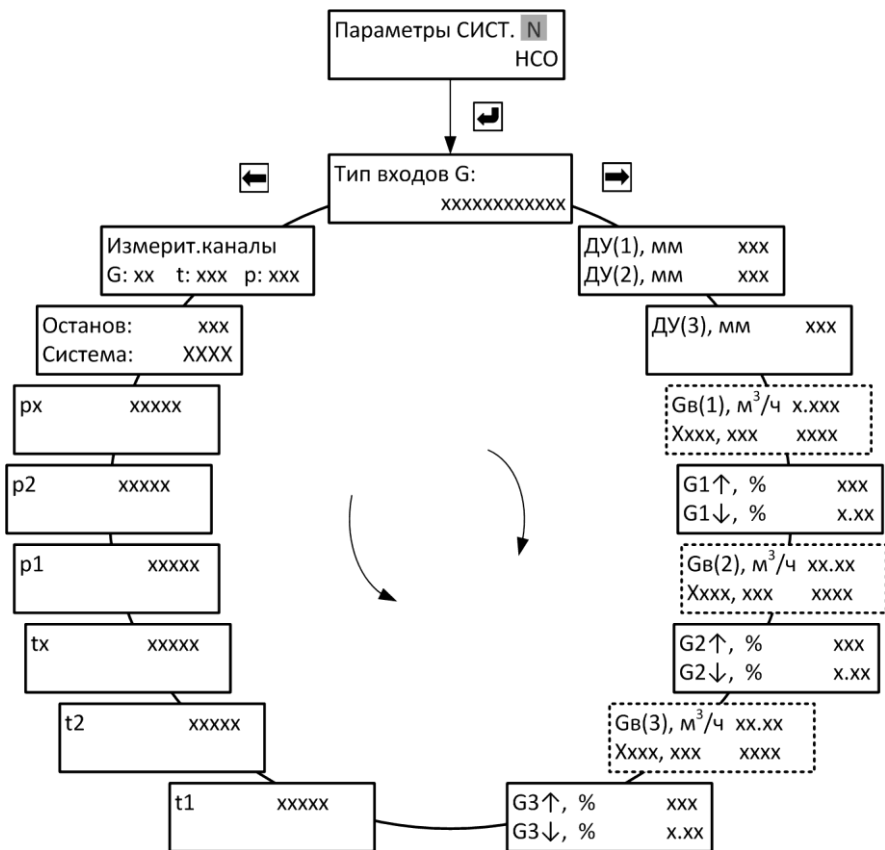 Параметры СИСТ. N
НСО
Тип входов G:
xxxxxxxxxxxx
ДУ(1), мм xxx
ДУ(2), мм xxx
ДУ(3), мм xxx
Gв(1), м³/ч x.xxx
Xxxx, xxx xxxx
G1↑, % xxx
G1↓, % x.xx
Gв(2), м³/ч xx.xx
Xxxx, xxx xxxx
G2↑, % xxx
G2↓, % x.xx
Gв(3), м³/ч xx.xx
Xxxx, xxx xxxx
G3↑, % xxx
G3↓, % x.xx
t1 xxxxx
t2 xxxxx
tx xxxxx
p1 xxxxx
p2 xxxxx
px xxxxx
Останов: xxx
Система: XXXX
Измерит.каналы
G: xx t: xxx p: xxx